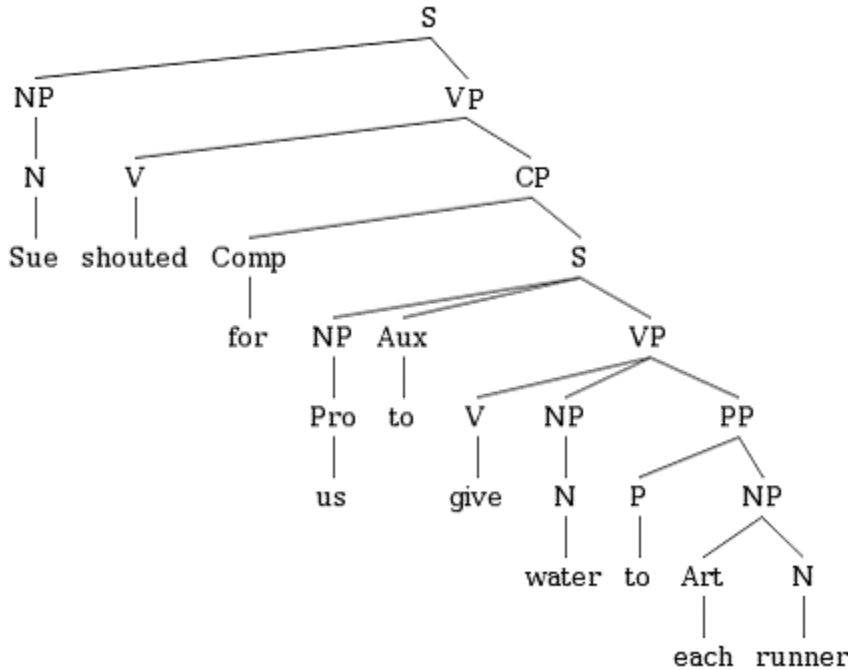 S
NP VP
N V CP
Sue shouted Comp S
for NP Aux VP
Pro to V NP PP
us give N P NP
water to Art N
each runner